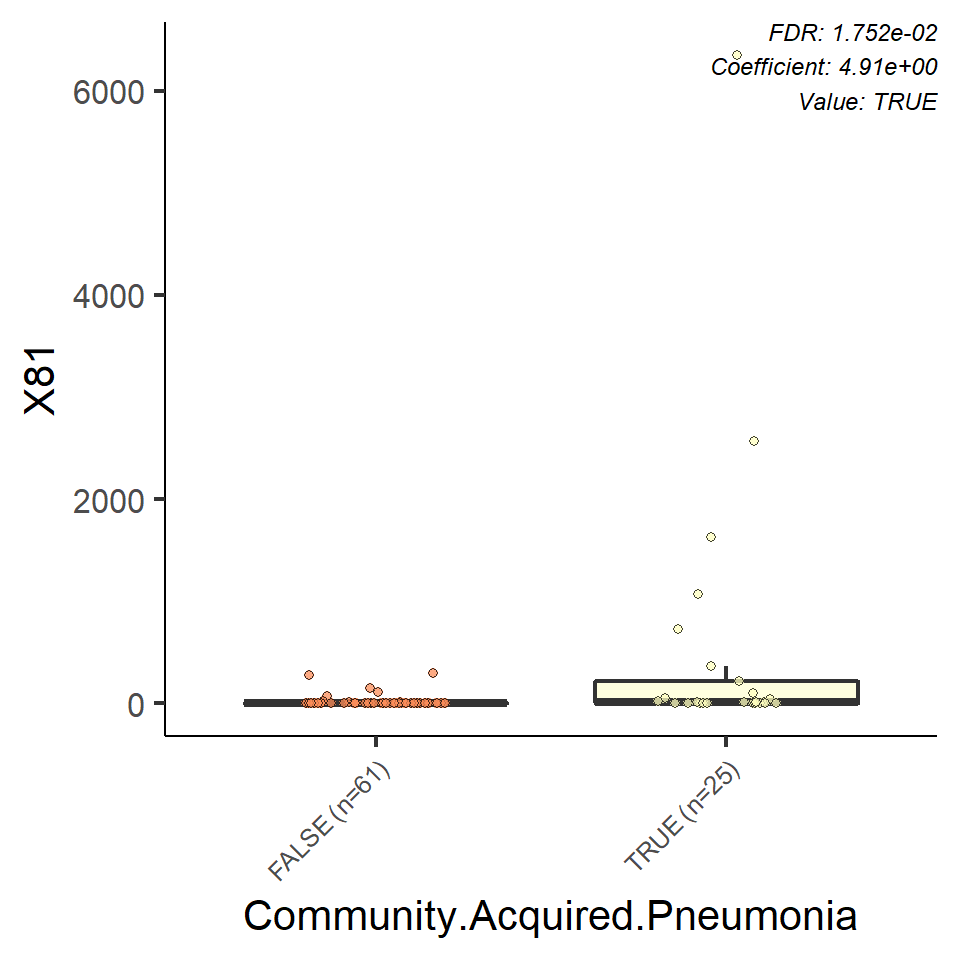 FDR: 1.752e-02
Coefficient: 4.91e+00
Value: TRUE
6000
4000
2000
0
X81
FALSE (n=61)
TRUE (n=25)
Community.Acquired.Pneumonia